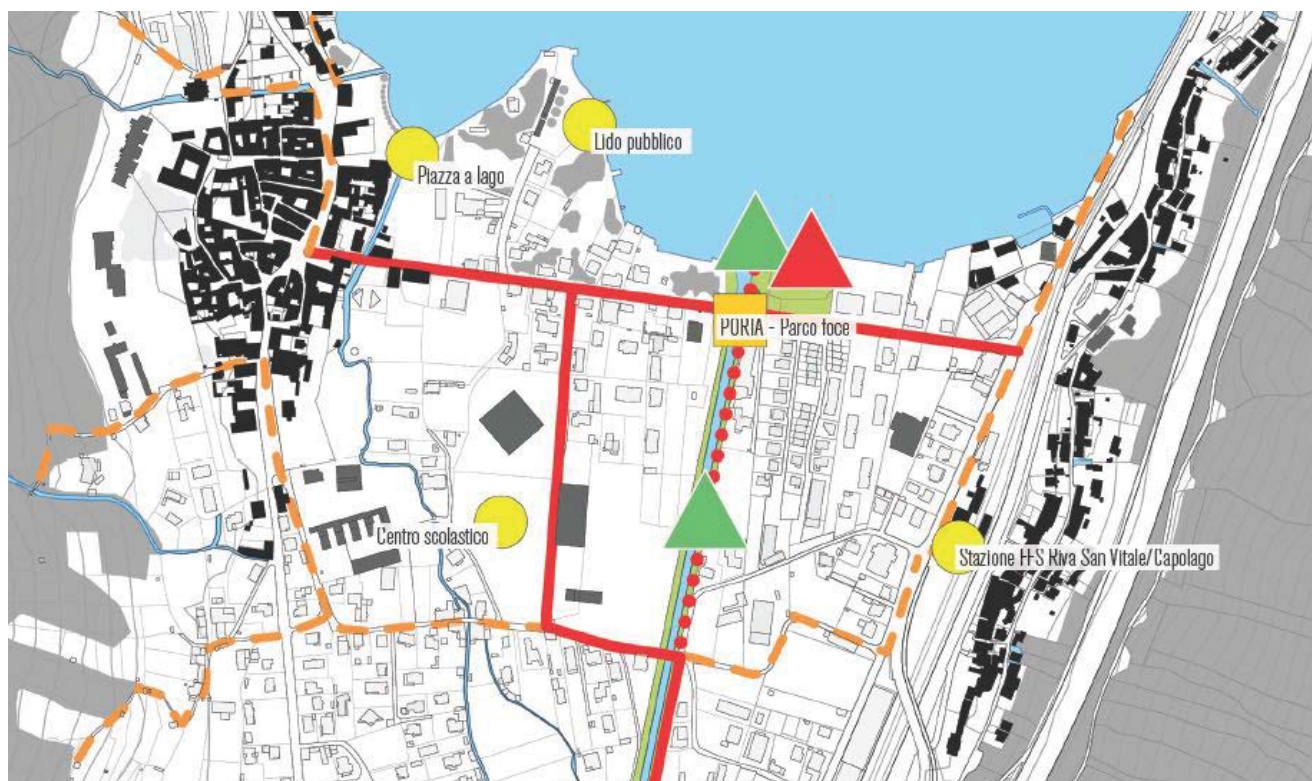 Lido pubblico
Piazza a lago
PORTA - Parco foce
Centro scolastico
Stazione FFS Riva San Vitale/Capolago